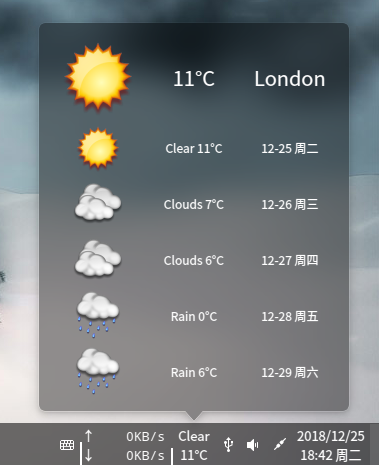 11°C London
Clear 11°C 12-25 周二
Clouds 7°C 12-26 周三
Clouds 6°C 12-27 周四
Rain 0°C 12-28 周五
Rain 6°C 12-29 周六
↑ 0KB/s Clear 2018/12/25
↓ 0KB/s 11°C 18:42 周二